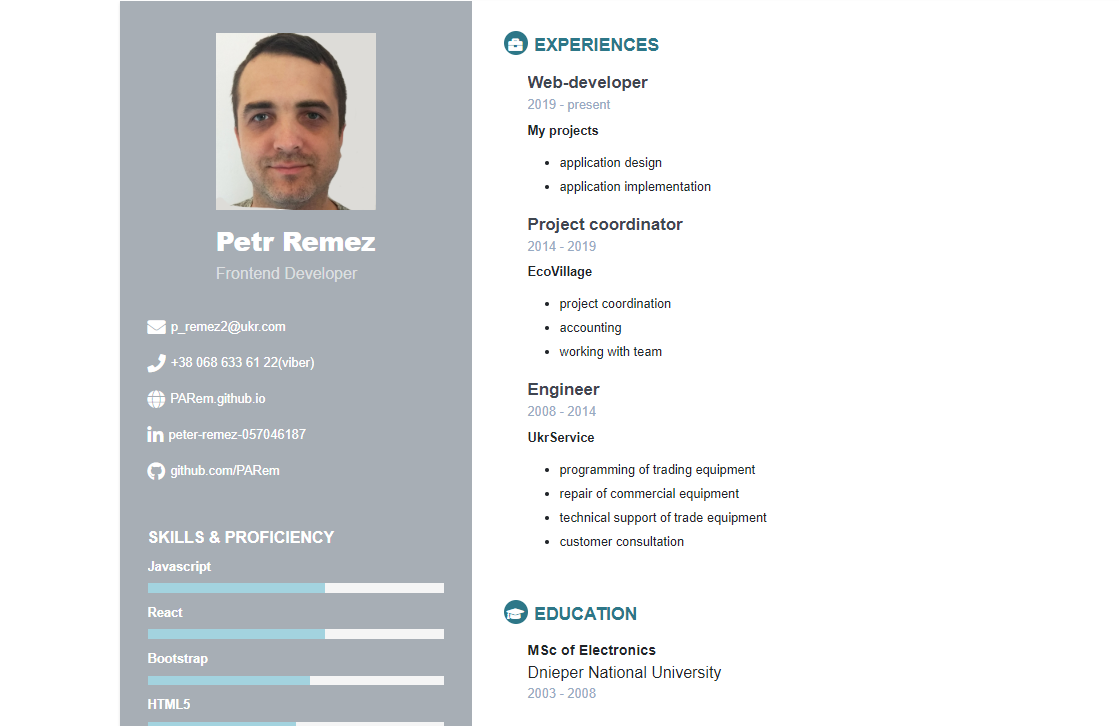 Petr Remez
Frontend Developer
p_remez2@ukr.com
+38 068 633 61 22(viber)
PARem.github.io
peter-remez-057046187
github.com/PARem
SKILLS & PROFICIENCY
Javascript
React
Bootstrap
HTML5
EXPERIENCES
Web-developer
2019 - present
My projects
application design
application implementation
Project coordinator
2014 - 2019
EcoVillage
project coordination
accounting
working with team
Engineer
2008 - 2014
UkrService
programming of trading equipment
repair of commercial equipment
technical support of trade equipment
customer consultation
EDUCATION
MSc of Electronics
Dnieper National University
2003 - 2008